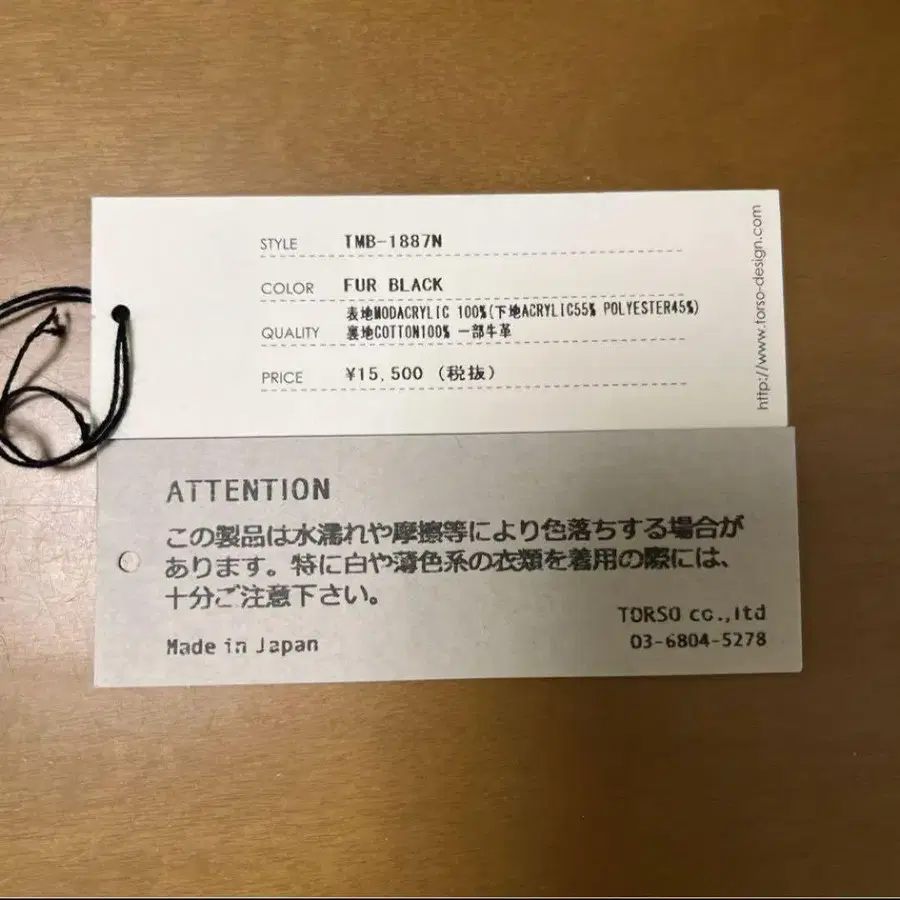 STYLE TMB-1887N
COLOR FUR BLACK
表地MODACRYLIC 100%(下地ACRYLIC55% POLYESTER45%)
QUALITY 裏地COTTON100% 一部牛革
PRICE ¥15,500 (税抜)
http://www.torso-design.com
ATTENTION
この製品は水濡れや摩擦等により色落ちする場合が
あります。特に白や薄色系の衣類を着用の際には、
十分ご注意下さい。
TORSO co.,ltd
Made in Japan
03-6804-5278